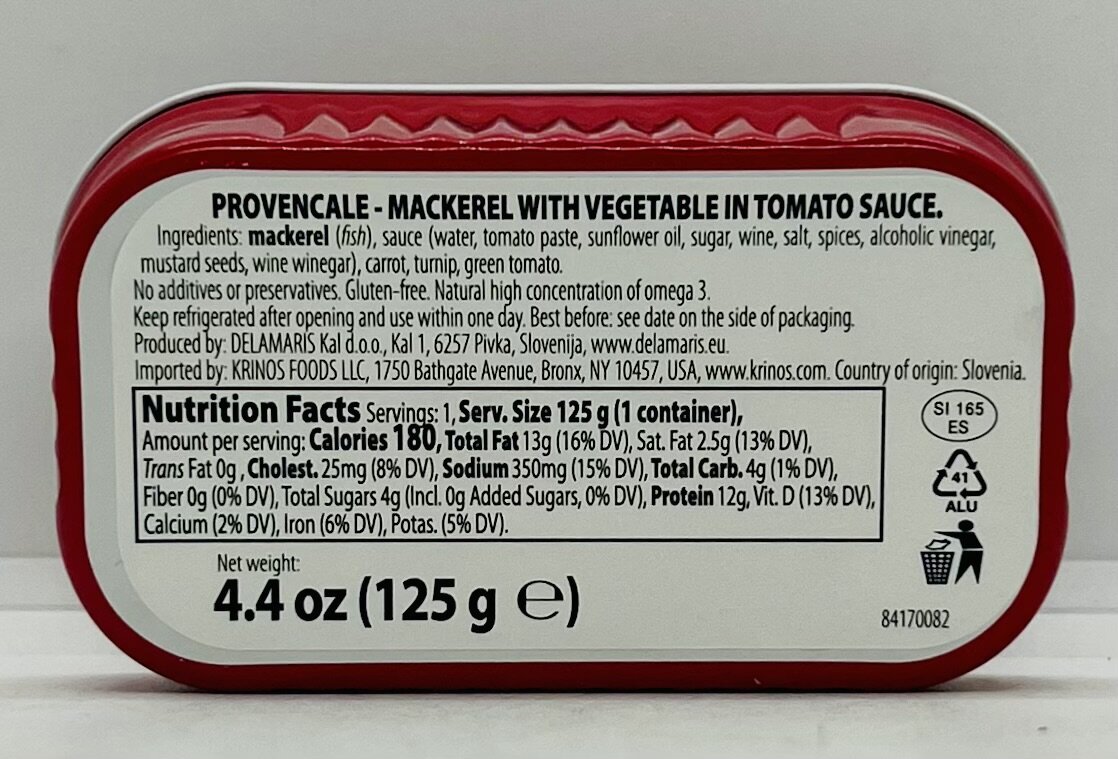 PROVENCALE - MACKEREL WITH VEGETABLE IN TOMATO SAUCE.
Ingredients: mackerel (fish), sauce (water, tomato paste, sunflower oil, sugar, wine, salt, spices, alcoholic vinegar,
mustard seeds, wine winegar), carrot, turnip, green tomato.
No additives or preservatives. Gluten-free. Natural high concentration of omega 3.
Keep refrigerated after opening and use within one day. Best before: see date on the side of packaging.
Produced by: DELAMARIS Kal d.o.o., Kal 1, 6257 Pivka, Slovenija, www.delamaris.eu.
Imported by: KRINOS FOODS LLC, 1750 Bathgate Avenue, Bronx, NY 10457, USA, www.krinos.com. Country of origin: Slovenia.
Nutrition Facts Servings: 1, Serv. Size 125 g (1 container),
Amount per serving: Calories 180, Total Fat 13g (16% DV), Sat. Fat 2.5g (13% DV),
Trans Fat 0g , Cholest. 25mg (8% DV), Sodium 350mg (15% DV), Total Carb. 4g (1% DV),
Fiber 0g (0% DV), Total Sugars 4g (Incl. 0g Added Sugars, 0% DV), Protein 12g, Vit. D (13% DV),
Calcium (2% DV), Iron (6% DV), Potas. (5% DV).
SI 165
ES
41
ALU
Net weight:
4.4 oz (125 g ℮)
84170082